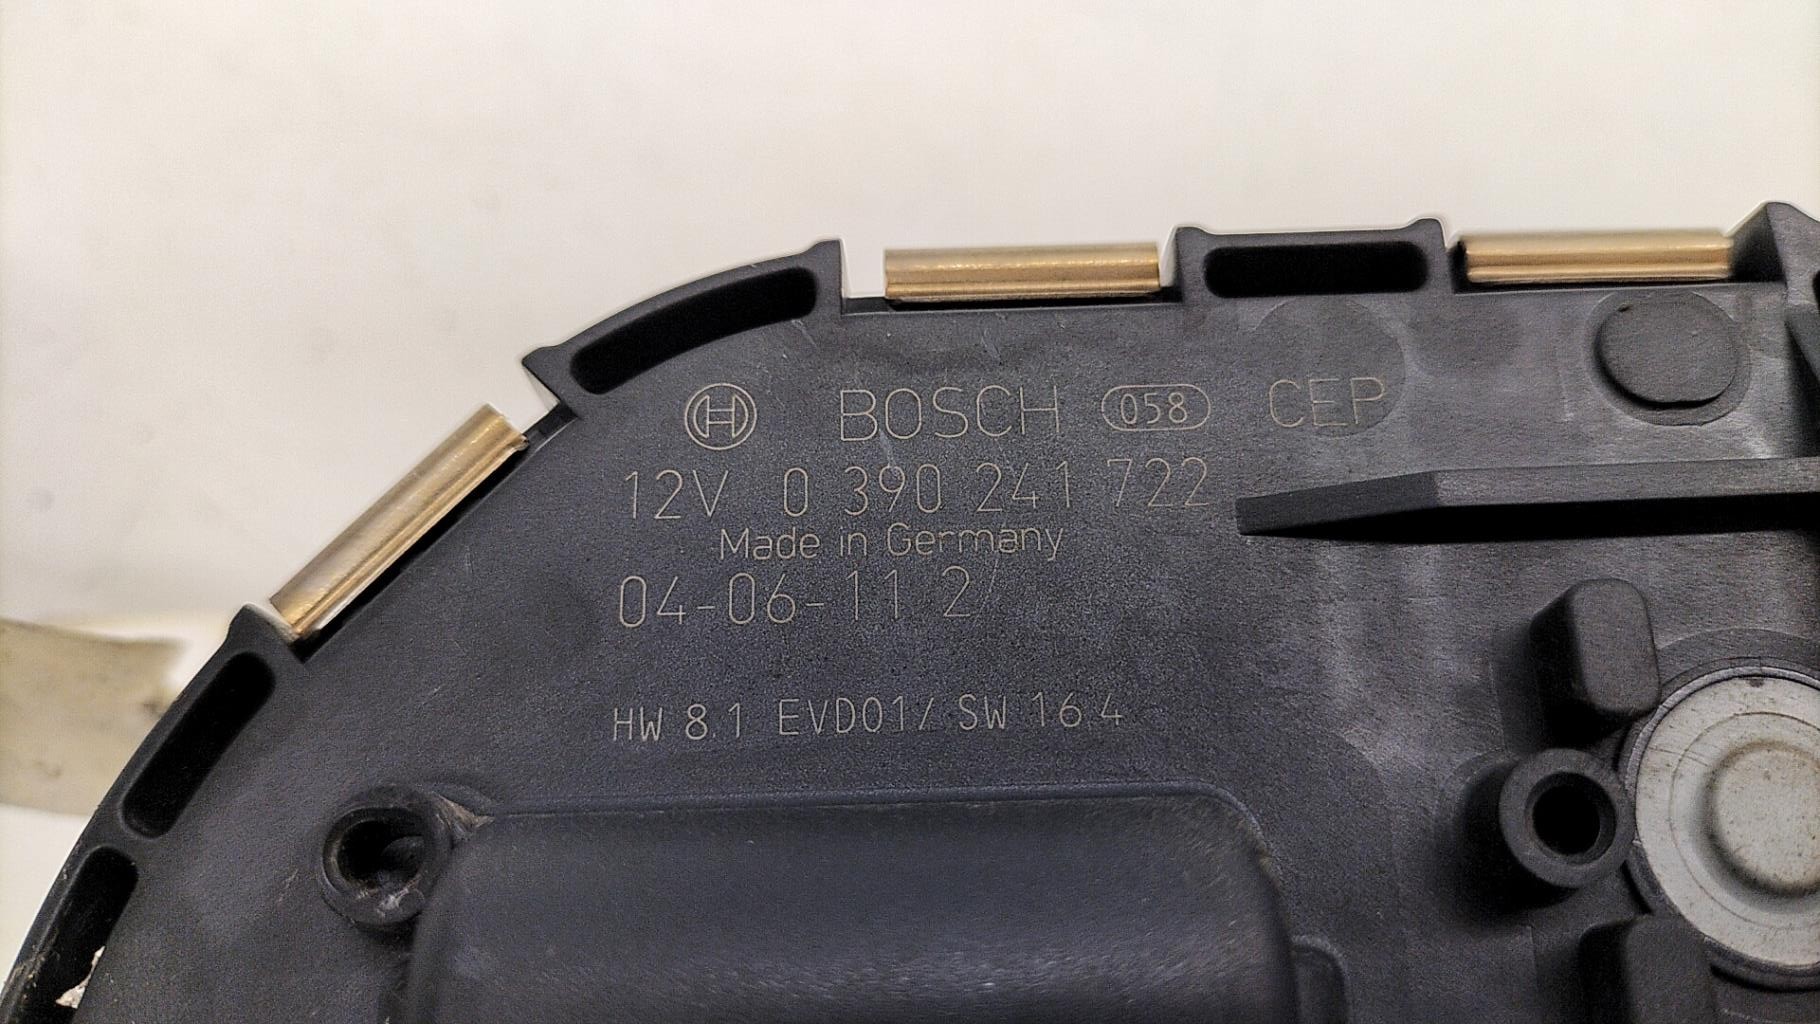 BOSCH 058 CEP
12V 0 390 241 722
Made in Germany
04-06-11 2/
HW 8.1 EVD01/ SW 16 4